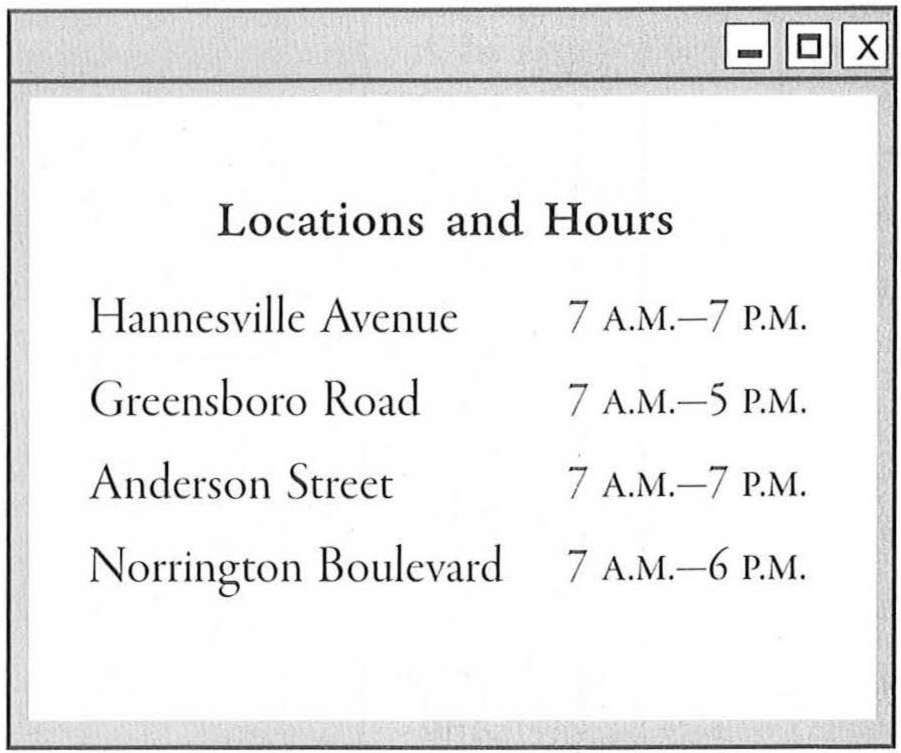 Locations and Hours
Hannesville Avenue 7 A.M.—7 P.M.
Greensboro Road 7 A.M.—5 P.M.
Anderson Street 7 A.M.—7 P.M.
Norrington Boulevard 7 A.M.—6 P.M.